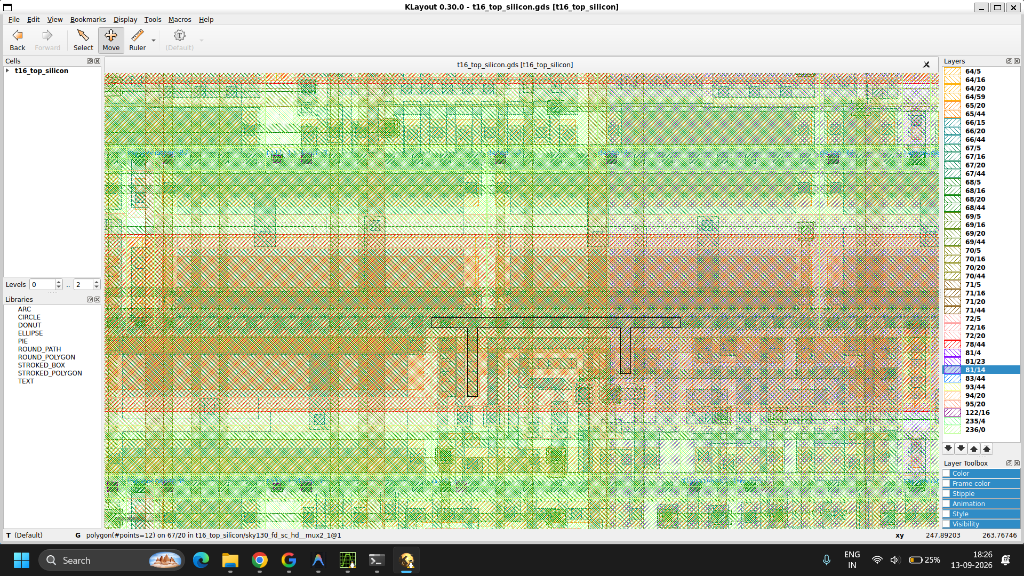 KLayout 0.30.0 - t16_top_silicon.gds [t16_top_silicon]
File Edit View Bookmarks Display Tools Macros Help
Back Forward Select Move Ruler (Default)
Cells
t16_top_silicon
Levels 0 .. 2
Libraries
ARC
CIRCLE
DONUT
ELLIPSE
PIE
ROUND_PATH
ROUND_POLYGON
STROKED_BOX
STROKED_POLYGON
TEXT
t16_top_silicon.gds [t16_top_silicon]
Layers
64/5
64/16
64/20
64/59
65/20
65/44
66/15
66/20
66/44
67/5
67/16
67/20
67/44
68/5
68/16
68/20
68/44
69/5
69/16
69/20
69/44
70/5
70/16
70/20
70/44
71/5
71/16
71/20
71/44
72/5
72/16
72/20
78/44
81/4
81/23
81/14
83/44
93/44
94/20
95/20
122/16
235/4
236/0
Layer Toolbox
Color
Frame color
Stipple
Animation
Style
Visibility
T (Default) G polygon(#points=12) on 67/20 in t16_top_silicon/sky130_fd_sc_hd__mux2_1@1 xy 247.89203 263.76746
Search
ENG
IN
25%
18:26
13-09-2026